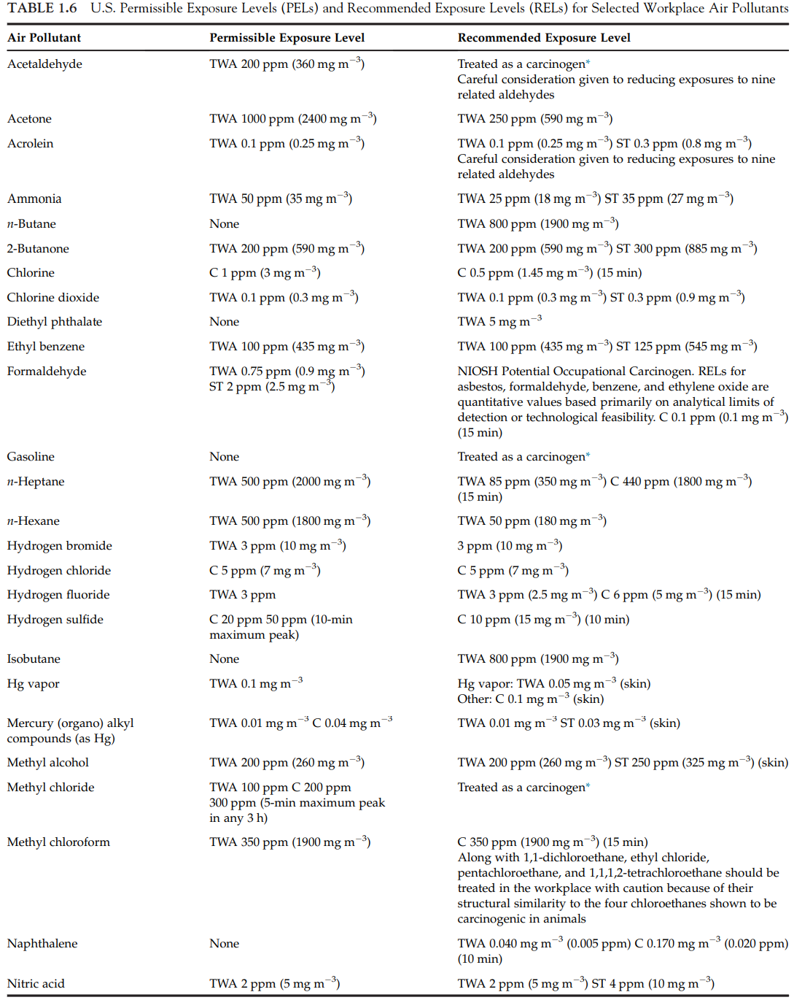 TABLE 1.6 U.S. Permissible Exposure Levels (PELs) and Recommended Exposure Levels (RELs) for Selected Workplace Air Pollutants
Air Pollutant Permissible Exposure Level Recommended Exposure Level
Acetaldehyde TWA 200 ppm (360 mg m⁻³) Treated as a carcinogen*
Careful consideration given to reducing exposures to nine
related aldehydes
Acetone TWA 1000 ppm (2400 mg m⁻³) TWA 250 ppm (590 mg m⁻³)
Acrolein TWA 0.1 ppm (0.25 mg m⁻³) TWA 0.1 ppm (0.25 mg m⁻³) ST 0.3 ppm (0.8 mg m⁻³)
Careful consideration given to reducing exposures to nine
related aldehydes
Ammonia TWA 50 ppm (35 mg m⁻³) TWA 25 ppm (18 mg m⁻³) ST 35 ppm (27 mg m⁻³)
n-Butane None TWA 800 ppm (1900 mg m⁻³)
2-Butanone TWA 200 ppm (590 mg m⁻³) TWA 200 ppm (590 mg m⁻³) ST 300 ppm (885 mg m⁻³)
Chlorine C 1 ppm (3 mg m⁻³) C 0.5 ppm (1.45 mg m⁻³) (15 min)
Chlorine dioxide TWA 0.1 ppm (0.3 mg m⁻³) TWA 0.1 ppm (0.3 mg m⁻³) ST 0.3 ppm (0.9 mg m⁻³)
Diethyl phthalate None TWA 5 mg m⁻³
Ethyl benzene TWA 100 ppm (435 mg m⁻³) TWA 100 ppm (435 mg m⁻³) ST 125 ppm (545 mg m⁻³)
Formaldehyde TWA 0.75 ppm (0.9 mg m⁻³) NIOSH Potential Occupational Carcinogen. RELs for
ST 2 ppm (2.5 mg m⁻³) asbestos, formaldehyde, benzene, and ethylene oxide are
quantitative values based primarily on analytical limits of
detection or technological feasibility. C 0.1 ppm (0.1 mg m⁻³)
(15 min)
Gasoline None Treated as a carcinogen*
n-Heptane TWA 500 ppm (2000 mg m⁻³) TWA 85 ppm (350 mg m⁻³) C 440 ppm (1800 mg m⁻³)
(15 min)
n-Hexane TWA 500 ppm (1800 mg m⁻³) TWA 50 ppm (180 mg m⁻³)
Hydrogen bromide TWA 3 ppm (10 mg m⁻³) 3 ppm (10 mg m⁻³)
Hydrogen chloride C 5 ppm (7 mg m⁻³) C 5 ppm (7 mg m⁻³)
Hydrogen fluoride TWA 3 ppm TWA 3 ppm (2.5 mg m⁻³) C 6 ppm (5 mg m⁻³) (15 min)
Hydrogen sulfide C 20 ppm 50 ppm (10-min C 10 ppm (15 mg m⁻³) (10 min)
maximum peak)
Isobutane None TWA 800 ppm (1900 mg m⁻³)
Hg vapor TWA 0.1 mg m⁻³ Hg vapor: TWA 0.05 mg m⁻³ (skin)
Other: C 0.1 mg m⁻³ (skin)
Mercury (organo) alkyl TWA 0.01 mg m⁻³ C 0.04 mg m⁻³ TWA 0.01 mg m⁻³ ST 0.03 mg m⁻³ (skin)
compounds (as Hg)
Methyl alcohol TWA 200 ppm (260 mg m⁻³) TWA 200 ppm (260 mg m⁻³) ST 250 ppm (325 mg m⁻³) (skin)
Methyl chloride TWA 100 ppm C 200 ppm Treated as a carcinogen*
300 ppm (5-min maximum peak
in any 3 h)
Methyl chloroform TWA 350 ppm (1900 mg m⁻³) C 350 ppm (1900 mg m⁻³) (15 min)
Along with 1,1-dichloroethane, ethyl chloride,
pentachloroethane, and 1,1,1,2-tetrachloroethane should be
treated in the workplace with caution because of their
structural similarity to the four chloroethanes shown to be
carcinogenic in animals
Naphthalene None TWA 0.040 mg m⁻³ (0.005 ppm) C 0.170 mg m⁻³ (0.020 ppm)
(10 min)
Nitric acid TWA 2 ppm (5 mg m⁻³) TWA 2 ppm (5 mg m⁻³) ST 4 ppm (10 mg m⁻³)